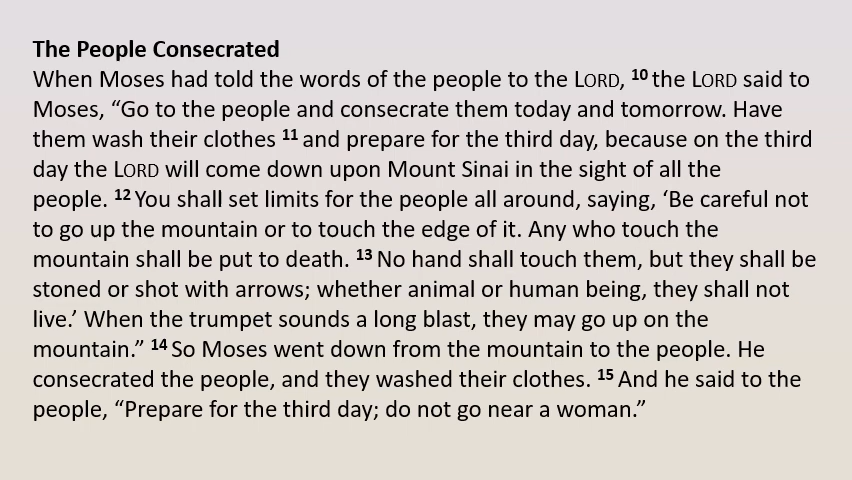 The People Consecrated
When Moses had told the words of the people to the LORD, 10 the LORD said to
Moses, “Go to the people and consecrate them today and tomorrow. Have
them wash their clothes 11 and prepare for the third day, because on the third
day the LORD will come down upon Mount Sinai in the sight of all the
people. 12 You shall set limits for the people all around, saying, ‘Be careful not
to go up the mountain or to touch the edge of it. Any who touch the
mountain shall be put to death. 13 No hand shall touch them, but they shall be
stoned or shot with arrows; whether animal or human being, they shall not
live.’ When the trumpet sounds a long blast, they may go up on the
mountain.” 14 So Moses went down from the mountain to the people. He
consecrated the people, and they washed their clothes. 15 And he said to the
people, “Prepare for the third day; do not go near a woman.”